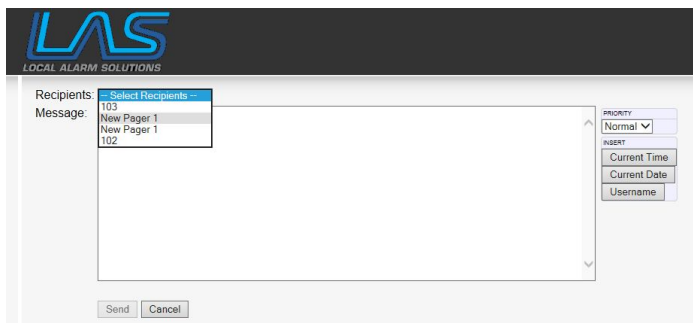 LAS
LOCAL ALARM SOLUTIONS
Recipients:
-- Select Recipients --
103
New Pager 1
New Pager 1
102
Message:
PRIORITY
Normal
INSERT
Current Time
Current Date
Username
Send Cancel